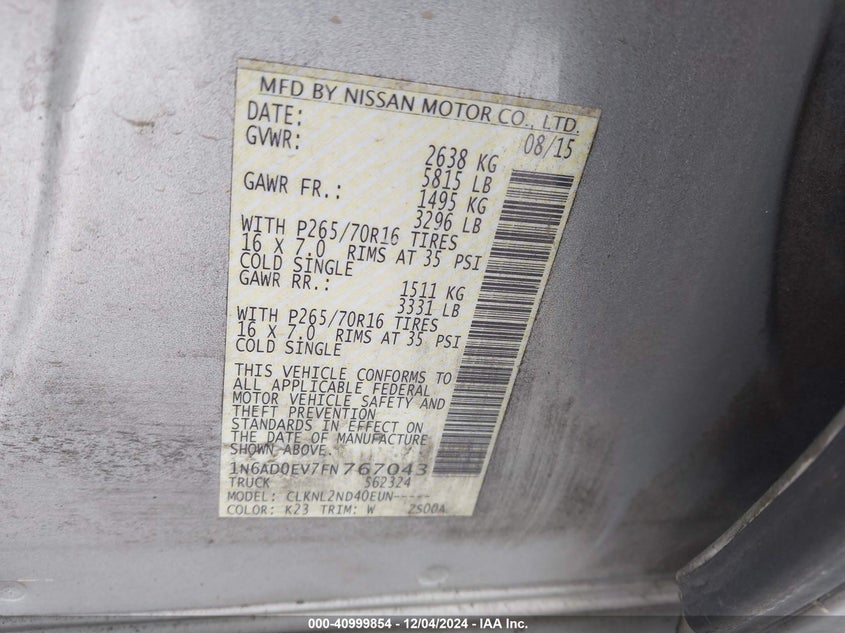 MFD BY NISSAN MOTOR CO., LTD.
DATE: 08/15
GVWR: 2638 KG
5815 LB
GAWR FR.: 1495 KG
3296 LB
WITH P265/70R16 TIRES
16 X 7.0 RIMS AT 35 PSI
COLD SINGLE
GAWR RR.: 1511 KG
3331 LB
WITH P265/70R16 TIRES
16 X 7.0 RIMS AT 35 PSI
COLD SINGLE
THIS VEHICLE CONFORMS TO
ALL APPLICABLE FEDERAL
MOTOR VEHICLE SAFETY AND
THEFT PREVENTION
STANDARDS IN EFFECT ON
THE DATE OF MANUFACTURE
SHOWN ABOVE.
1N6AD0EV7FN767043
TRUCK S62324
MODEL: CLKNL2ND40EUN-----
COLOR: K23 TRIM: W ZS00A
000-40999854 - 12/04/2024 - IAA Inc.